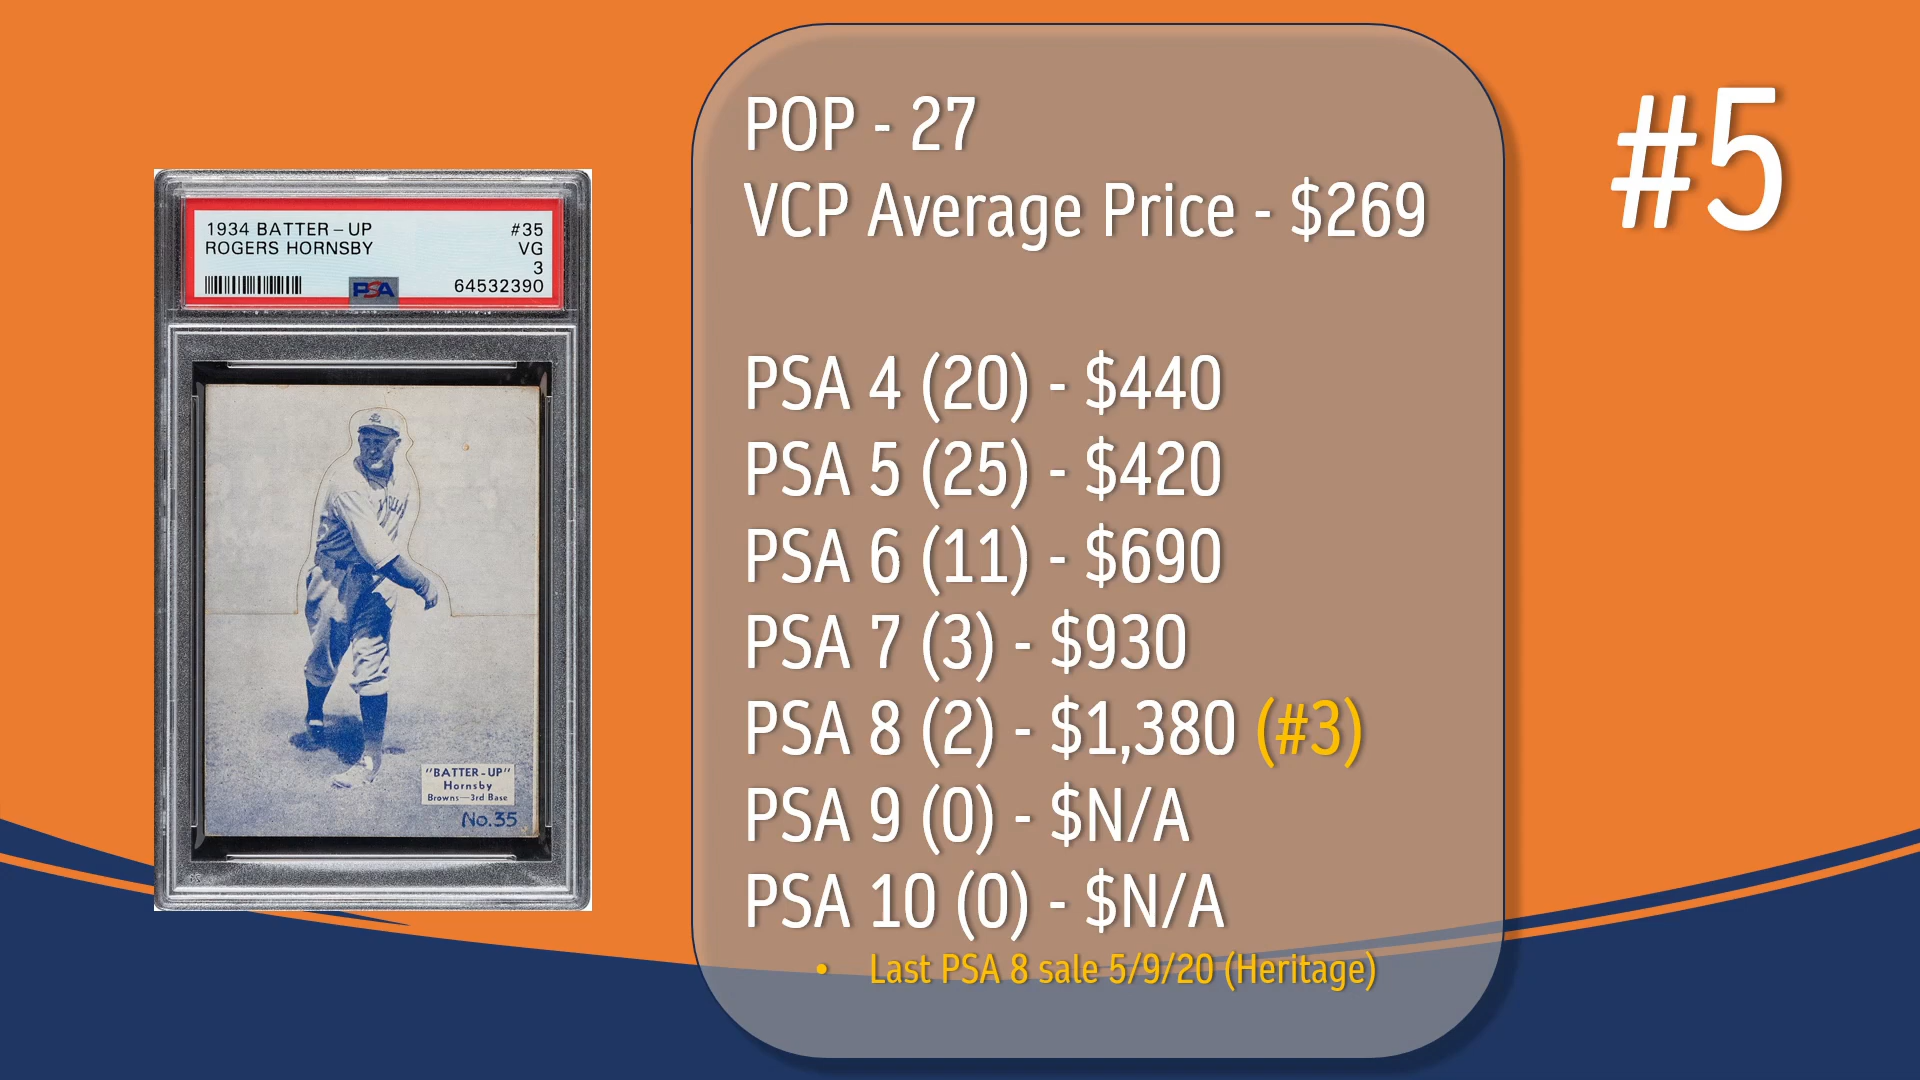 1934 BATTER-UP #35
ROGERS HORNSBY VG
3
PSA 64532390
"BATTER-UP"
Hornsby
Browns—3rd Base
No.35
POP - 27
VCP Average Price - $269
PSA 4 (20) - $440
PSA 5 (25) - $420
PSA 6 (11) - $690
PSA 7 (3) - $930
PSA 8 (2) - $1,380 (#3)
PSA 9 (0) - $N/A
PSA 10 (0) - $N/A
• Last PSA 8 sale 5/9/20 (Heritage)
#5